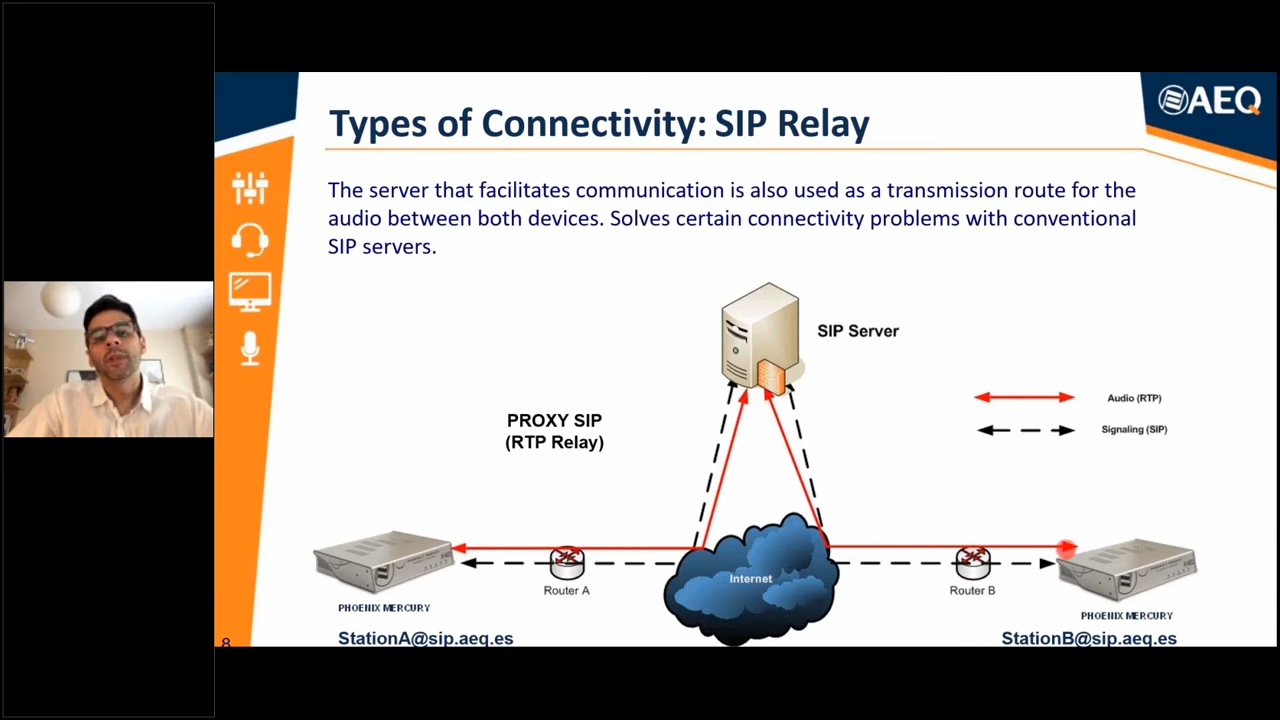 AEQ
Types of Connectivity: SIP Relay
The server that facilitates communication is also used as a transmission route for the
audio between both devices. Solves certain connectivity problems with conventional
SIP servers.
SIP Server
Audio (RTP)
Signaling (SIP)
PROXY SIP
(RTP Relay)
Internet
Router A
Router B
PHOENIX MERCURY
PHOENIX MERCURY
StationA@sip.aeq.es
StationB@sip.aeq.es
8